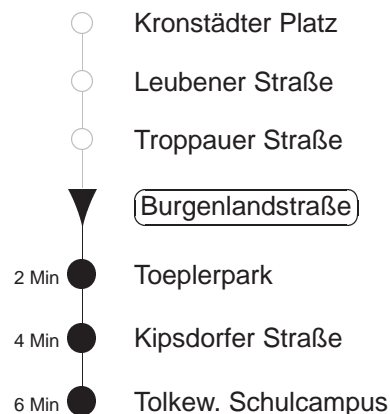 Kronstädter Platz
Leubener Straße
Troppauer Straße
Burgenlandstraße
2 Min Toeplerpark
4 Min Kipsdorfer Straße
6 Min Tolkew. Schulcampus